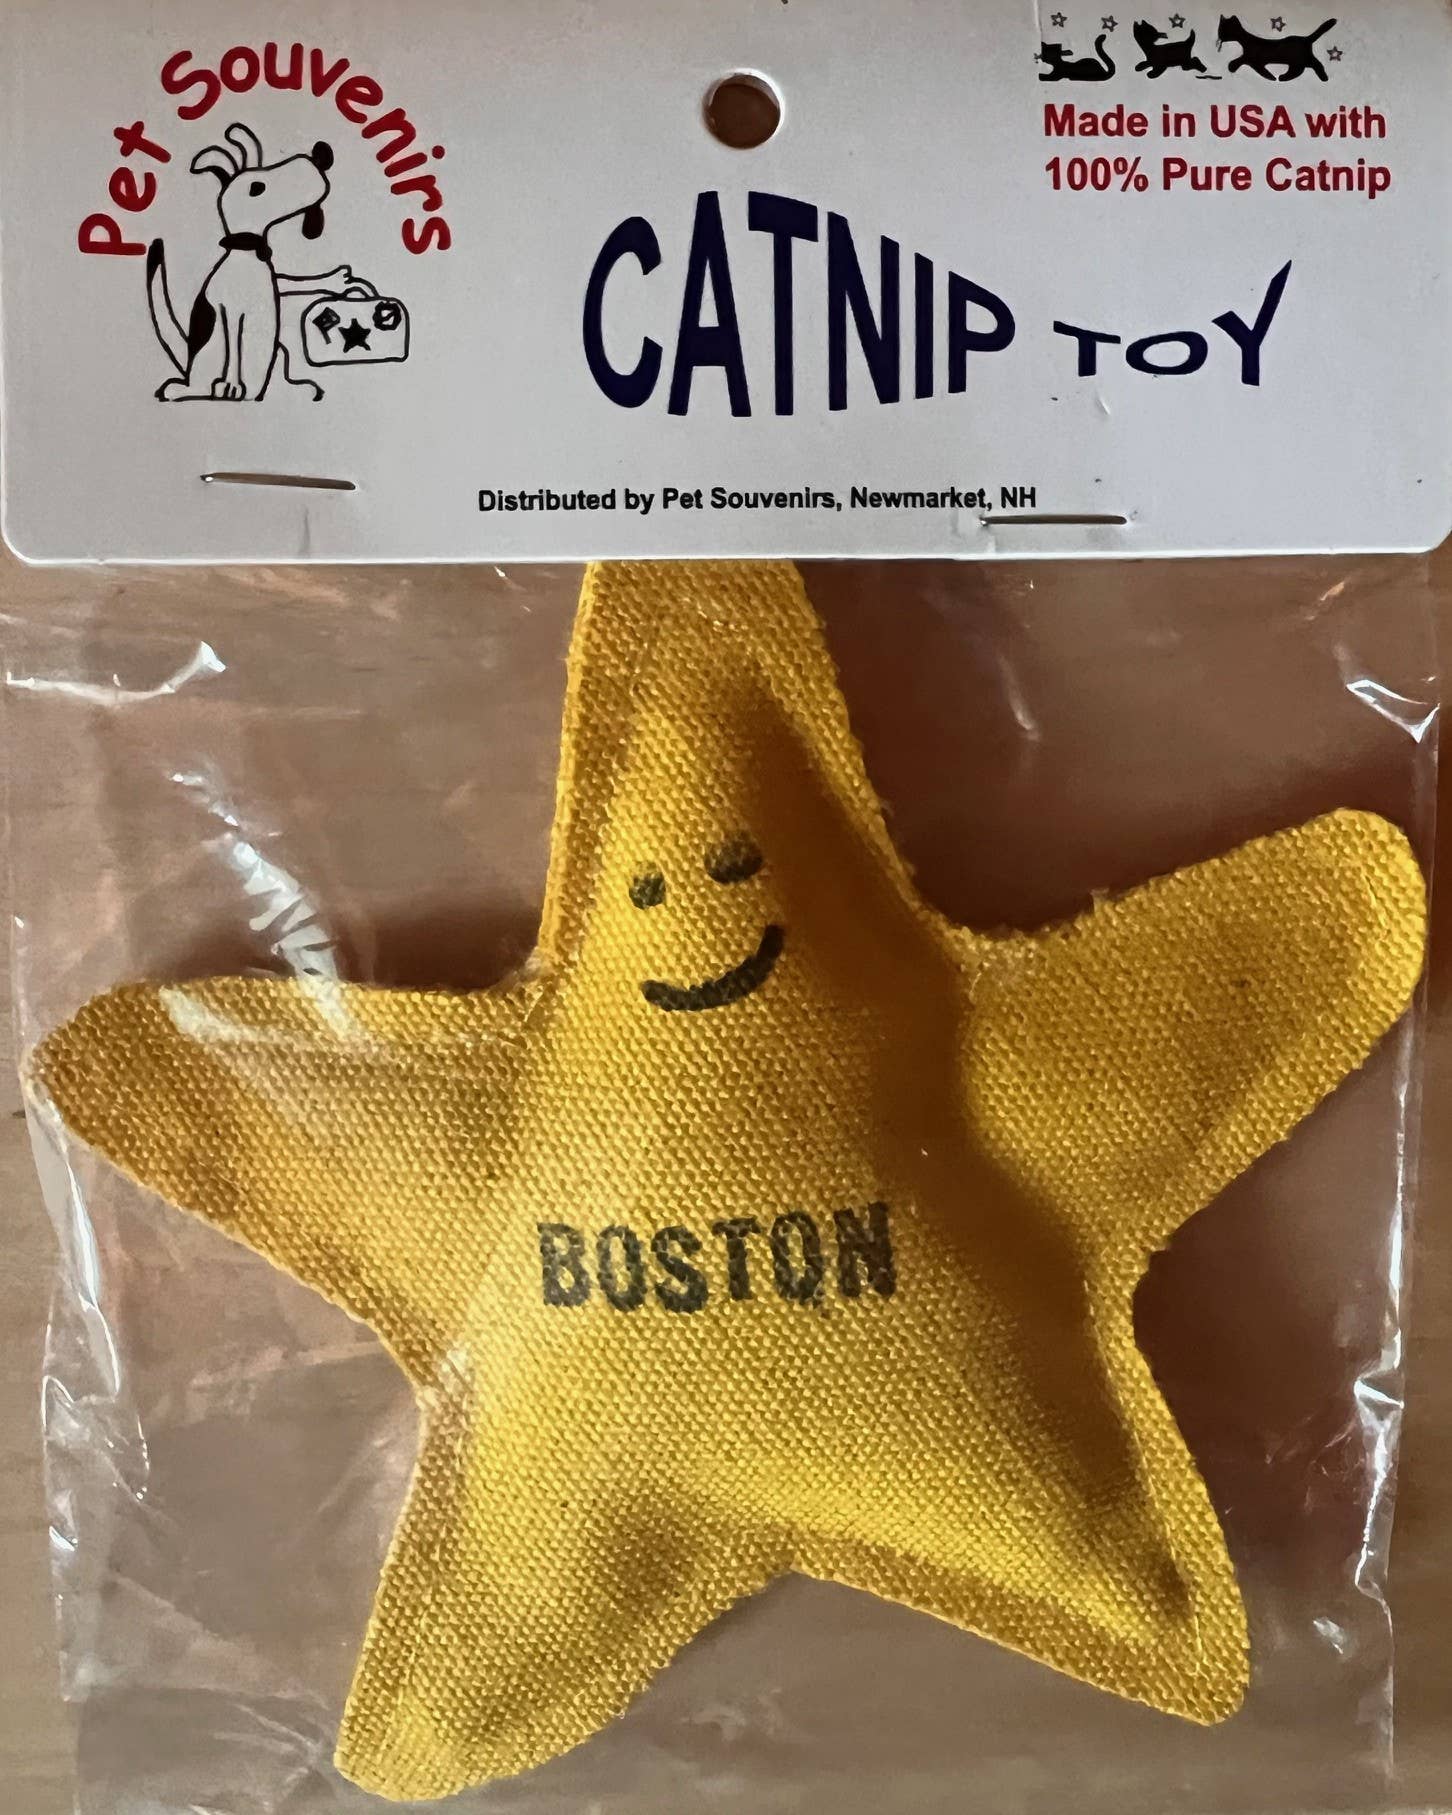 Pet Souvenirs
Made in USA with
100% Pure Catnip
CATNIP TOY
Distributed by Pet Souvenirs, Newmarket, NH
BOSTON